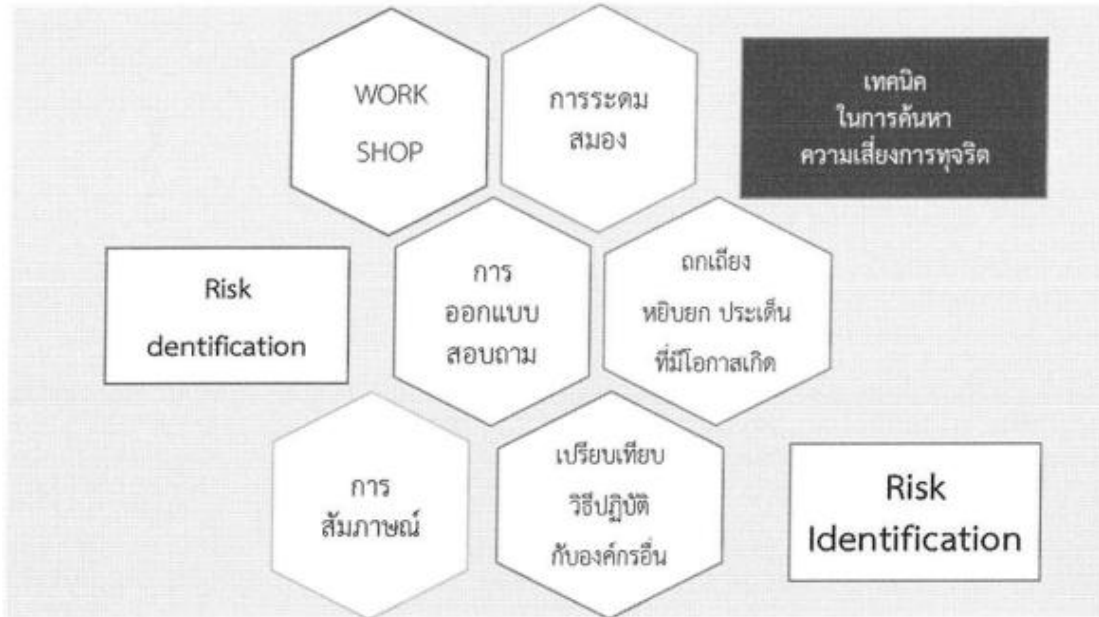 WORK
SHOP
การระดม
สมอง
เทคนิค
ในการค้นหา
ความเสี่ยงการทุจริต
Risk
dentification
การ
ออกแบบ
สอบถาม
ถกเถียง
หยิบยก ประเด็น
ที่มีโอกาสเกิด
การ
สัมภาษณ์
เปรียบเทียบ
วิธีปฏิบัติ
กับองค์กรอื่น
Risk
Identification